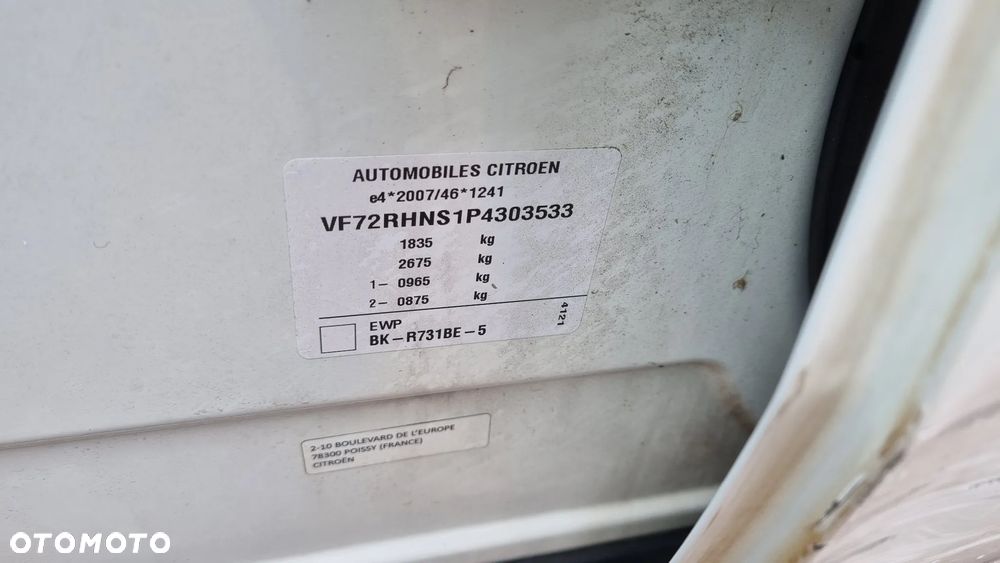 AUTOMOBILES CITROEN
e4*2007/46*1241
VF72RHNS1P4303533
1835 kg
2675 kg
1- 0965 kg
2- 0875 kg
EWP
BK-R731BE-5
4121
2-10 BOULEVARD DE L'EUROPE
78300 POISSY (FRANCE)
CITROËN
OTOMOTO